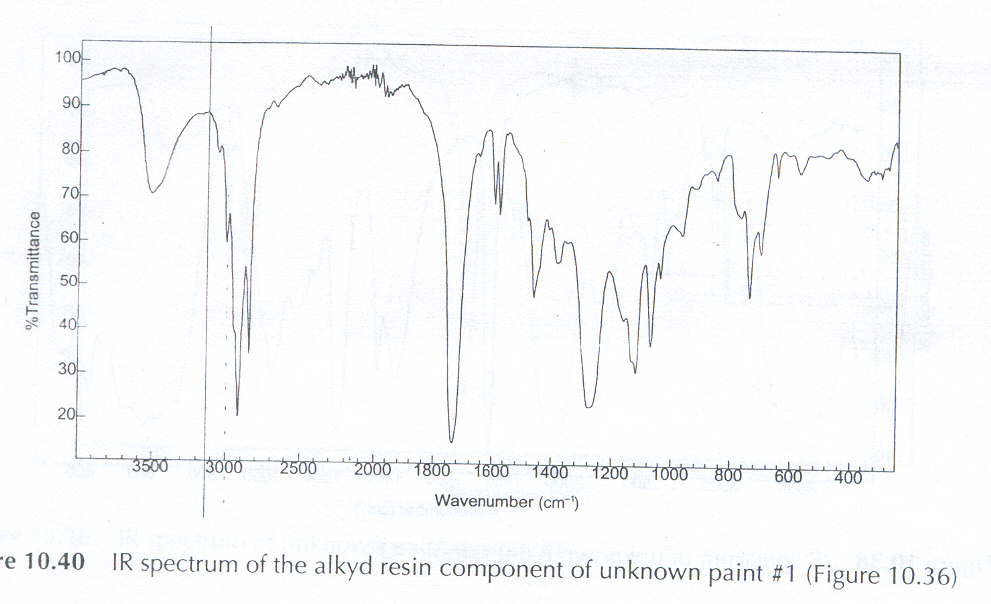 100
90
80
70
60
50
40
30
20
%Transmittance
3500 3000 2500 2000 1800 1600 1400 1200 1000 800 600 400
Wavenumber (cm⁻¹)
re 10.40 IR spectrum of the alkyd resin component of unknown paint #1 (Figure 10.36)